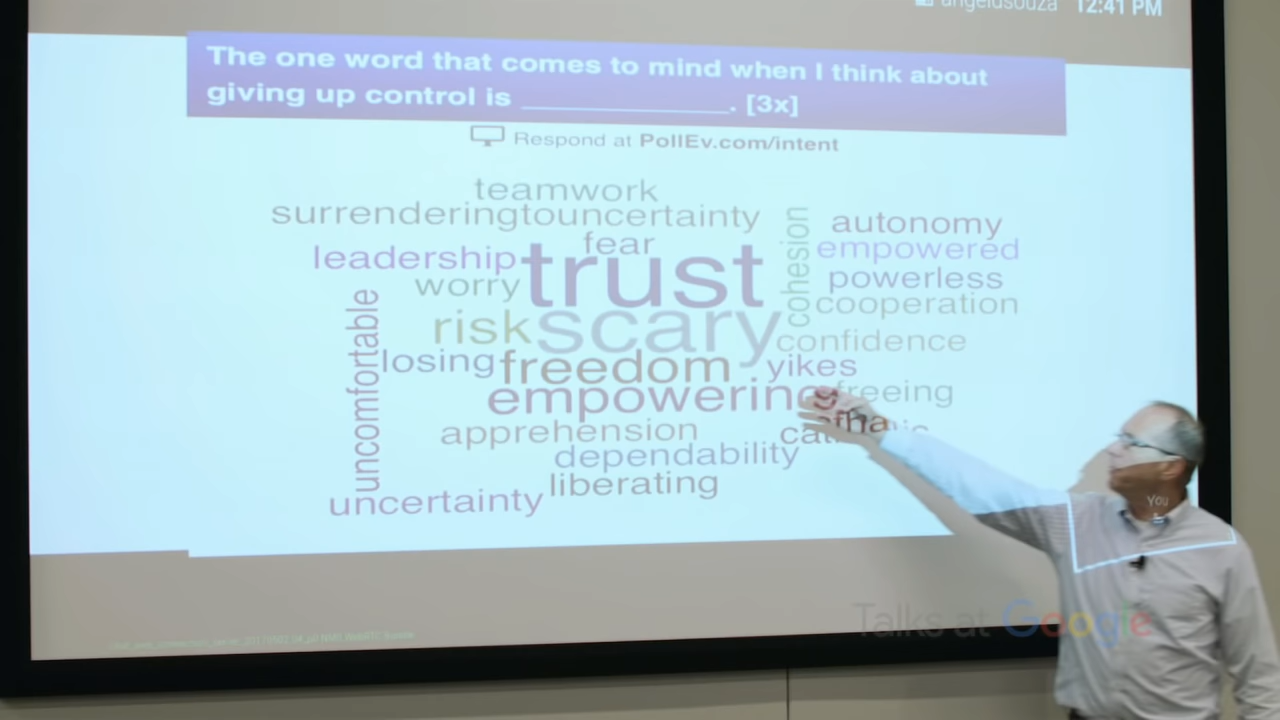 angelusouza 12:41 PM
The one word that comes to mind when I think about
giving up control is ____________. [3x]
Respond at PollEv.com/intent
teamwork
surrenderingtouncertainty
fear
leadership
trust
worry
cohesion
autonomy
empowered
powerless
cooperation
risk
scary
confidence
uncomfortable
losing
freedom
yikes
empowering
freeing
apprehension
dependability
liberating
uncertainty
You
Talks at Google